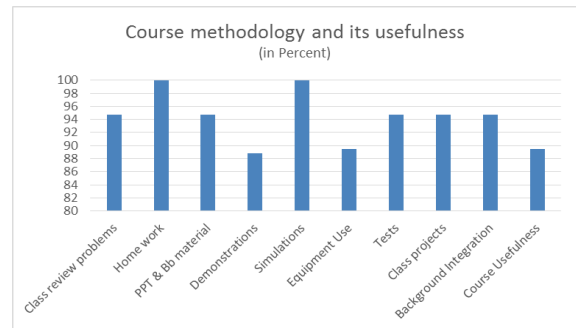 Course methodology and its usefulness
(in Percent)
100
98
96
94
92
90
88
86
84
82
80
Class review problems
Home work
PPT & Bb material
Demonstrations
Simulations
Equipment Use
Tests
Class projects
Background Integration
Course Usefulness